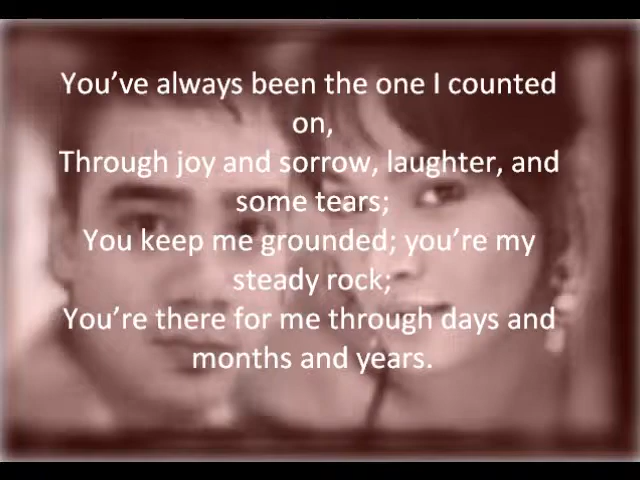 You’ve always been the one I counted
on,
Through joy and sorrow, laughter, and
some tears;
You keep me grounded; you’re my
steady rock;
You’re there for me through days and
months and years.